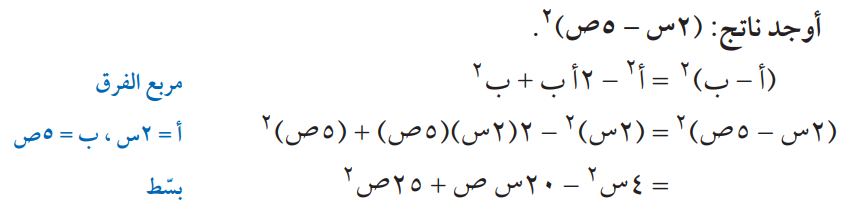 أوجد ناتج: (٢س – ٥ص)٢.
(أ – ب)٢ = أ٢ – ٢أ ب + ب٢ مربع الفرق
(٢س – ٥ص)٢ = (٢س)٢ – ٢(٢س)(٥ص) + (٥ص)٢ أ = ٢س ، ب = ٥ص
= ٤س٢ – ٢٠س ص + ٢٥ص٢ بسّط